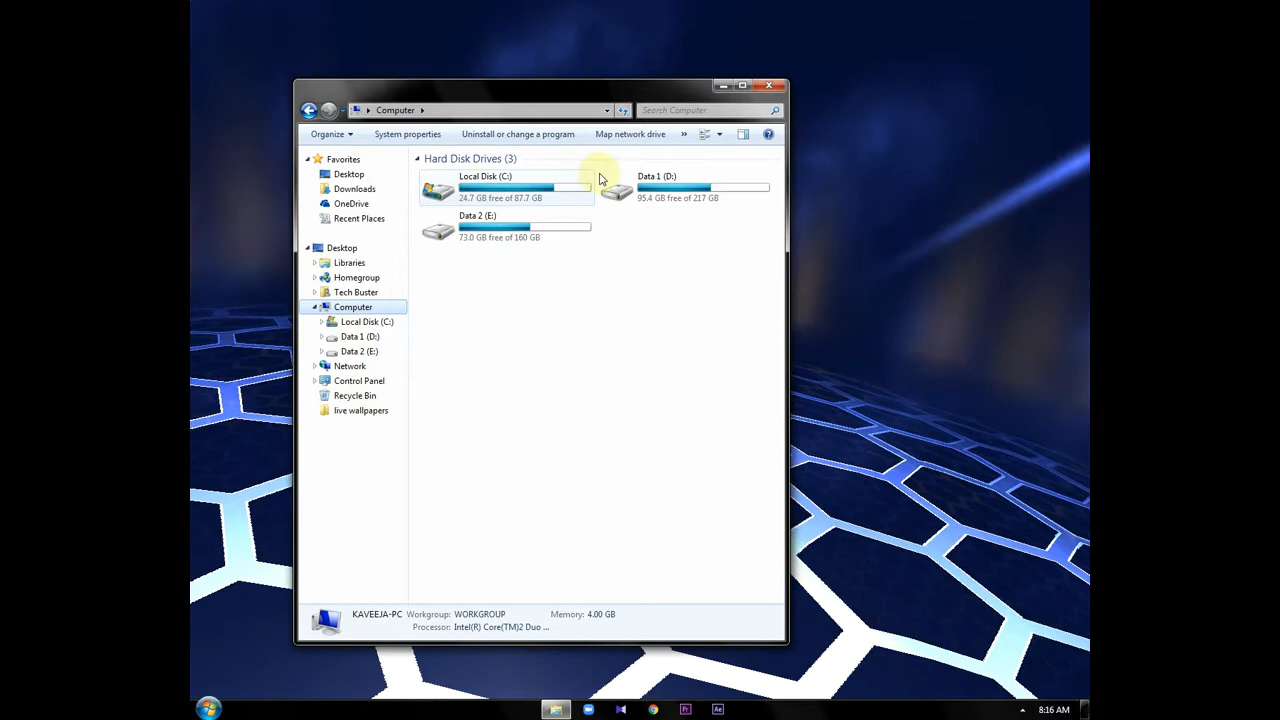 Computer
Search Computer
Organize
System properties
Uninstall or change a program
Map network drive
»
Favorites
Desktop
Downloads
OneDrive
Recent Places
Desktop
Libraries
Homegroup
Tech Buster
Computer
Local Disk (C:)
Data 1 (D:)
Data 2 (E:)
Network
Control Panel
Recycle Bin
live wallpapers
Hard Disk Drives (3)
Local Disk (C:)
24.7 GB free of 87.7 GB
Data 1 (D:)
95.4 GB free of 217 GB
Data 2 (E:)
73.0 GB free of 160 GB
KAVEEJA-PC Workgroup: WORKGROUP Memory: 4.00 GB
Processor: Intel(R) Core(TM)2 Duo ...
Pr
Ae
8:16 AM